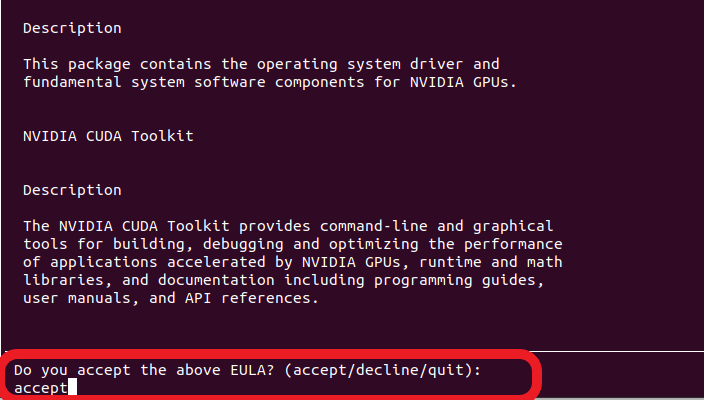 Description
This package contains the operating system driver and
fundamental system software components for NVIDIA GPUs.
NVIDIA CUDA Toolkit
Description
The NVIDIA CUDA Toolkit provides command-line and graphical
tools for building, debugging and optimizing the performance
of applications accelerated by NVIDIA GPUs, runtime and math
libraries, and documentation including programming guides,
user manuals, and API references.
Do you accept the above EULA? (accept/decline/quit):
accept